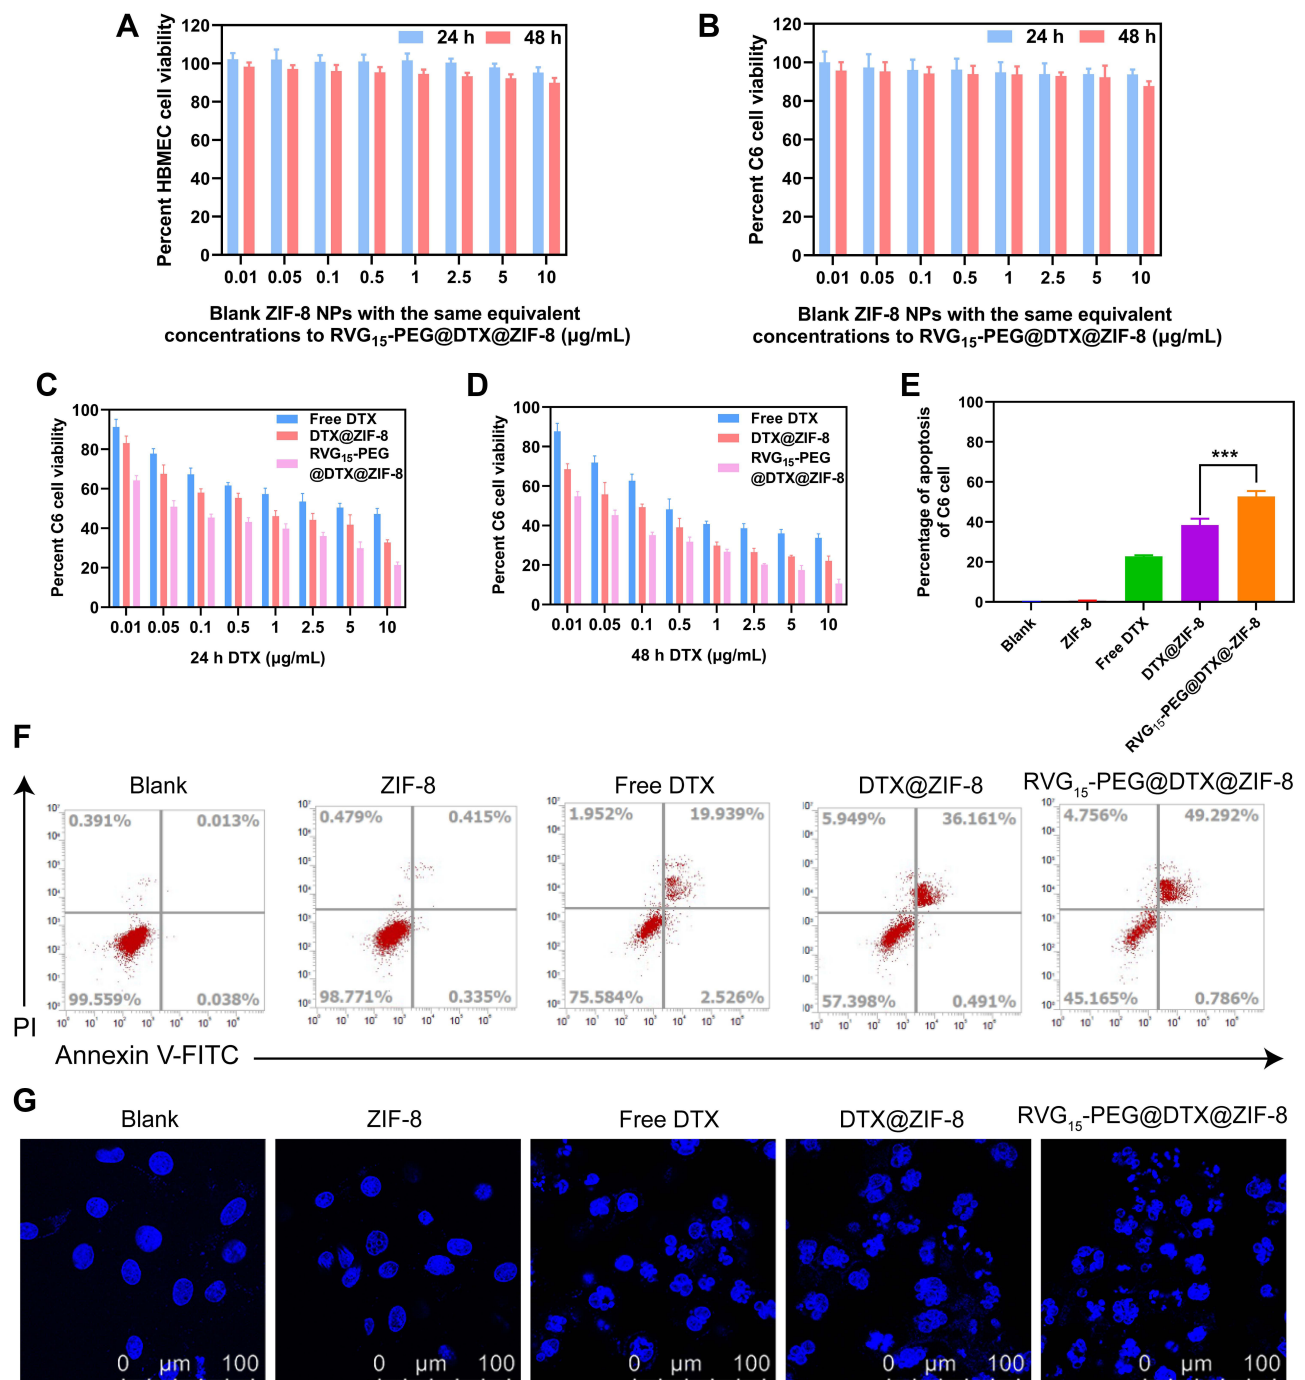 A
Percent HBMEC cell viability
120
100
80
60
40
20
0
24 h 48 h
0.01 0.05 0.1 0.5 1 2.5 5 10
Blank ZIF-8 NPs with the same equivalent
concentrations to RVG15-PEG@DTX@ZIF-8 (µg/mL)
B
Percent C6 cell viability
120
100
80
60
40
20
0
24 h 48 h
0.01 0.05 0.1 0.5 1 2.5 5 10
Blank ZIF-8 NPs with the same equivalent
concentrations to RVG15-PEG@DTX@ZIF-8 (µg/mL)
C
Percent C6 cell viability
100
80
60
40
20
0
Free DTX
DTX@ZIF-8
RVG15-PEG
@DTX@ZIF-8
0.01 0.05 0.1 0.5 1 2.5 5 10
24 h DTX (µg/mL)
D
Percent C6 cell viability
100
80
60
40
20
0
Free DTX
DTX@ZIF-8
RVG15-PEG
@DTX@ZIF-8
0.01 0.05 0.1 0.5 1 2.5 5 10
48 h DTX (µg/mL)
E
Percentage of apoptosis
of C6 cell
100
80
60
40
20
0
***
Blank
ZIF-8
Free DTX
DTX@ZIF-8
RVG15-PEG@DTX@-ZIF-8
F
PI
Blank
0.391% 0.013%
99.559% 0.038%
ZIF-8
0.479% 0.415%
98.771% 0.335%
Free DTX
1.952% 19.939%
75.584% 2.526%
DTX@ZIF-8
5.949% 36.161%
57.398% 0.491%
RVG15-PEG@DTX@ZIF-8
4.756% 49.292%
45.165% 0.786%
Annexin V-FITC
G
Blank
0 µm 100
ZIF-8
0 µm 100
Free DTX
0 µm 100
DTX@ZIF-8
0 µm 100
RVG15-PEG@DTX@ZIF-8
0 µm 100